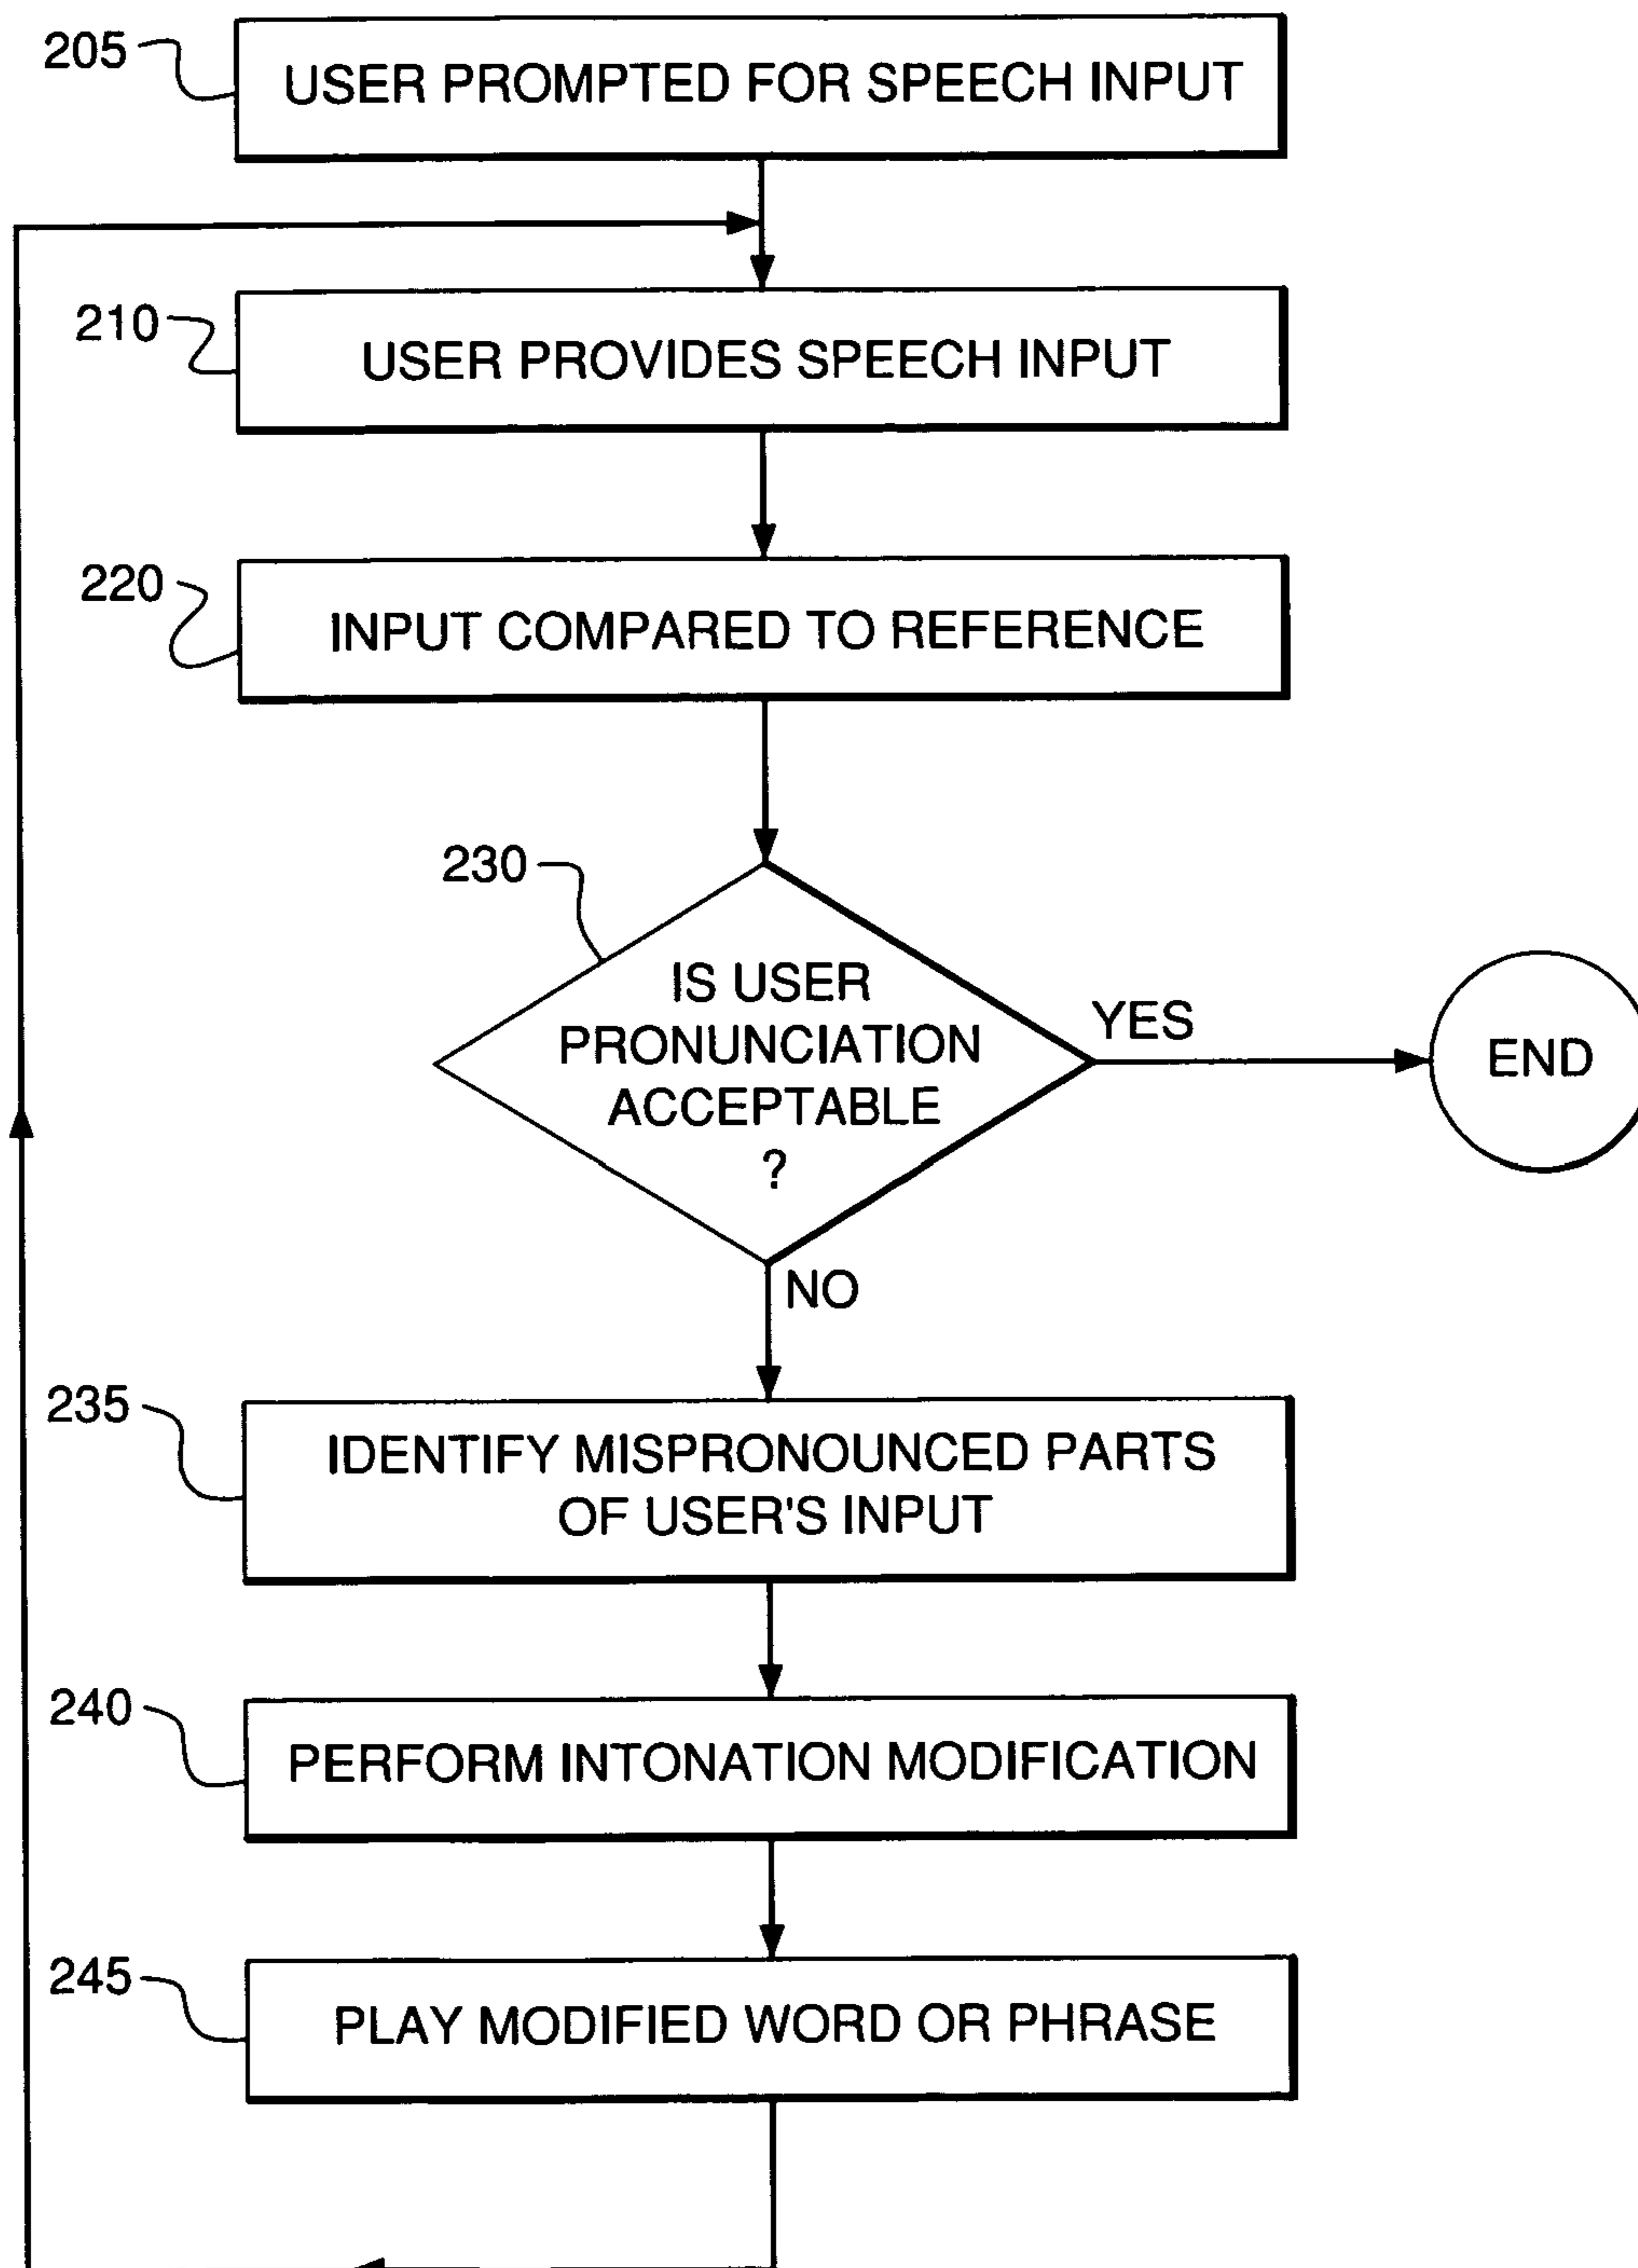 205
USER PROMPTED FOR SPEECH INPUT
210
USER PROVIDES SPEECH INPUT
220
INPUT COMPARED TO REFERENCE
230
IS USER
PRONUNCIATION
ACCEPTABLE
?
YES
END
NO
235
IDENTIFY MISPRONOUNCED PARTS
OF USER'S INPUT
240
PERFORM INTONATION MODIFICATION
245
PLAY MODIFIED WORD OR PHRASE